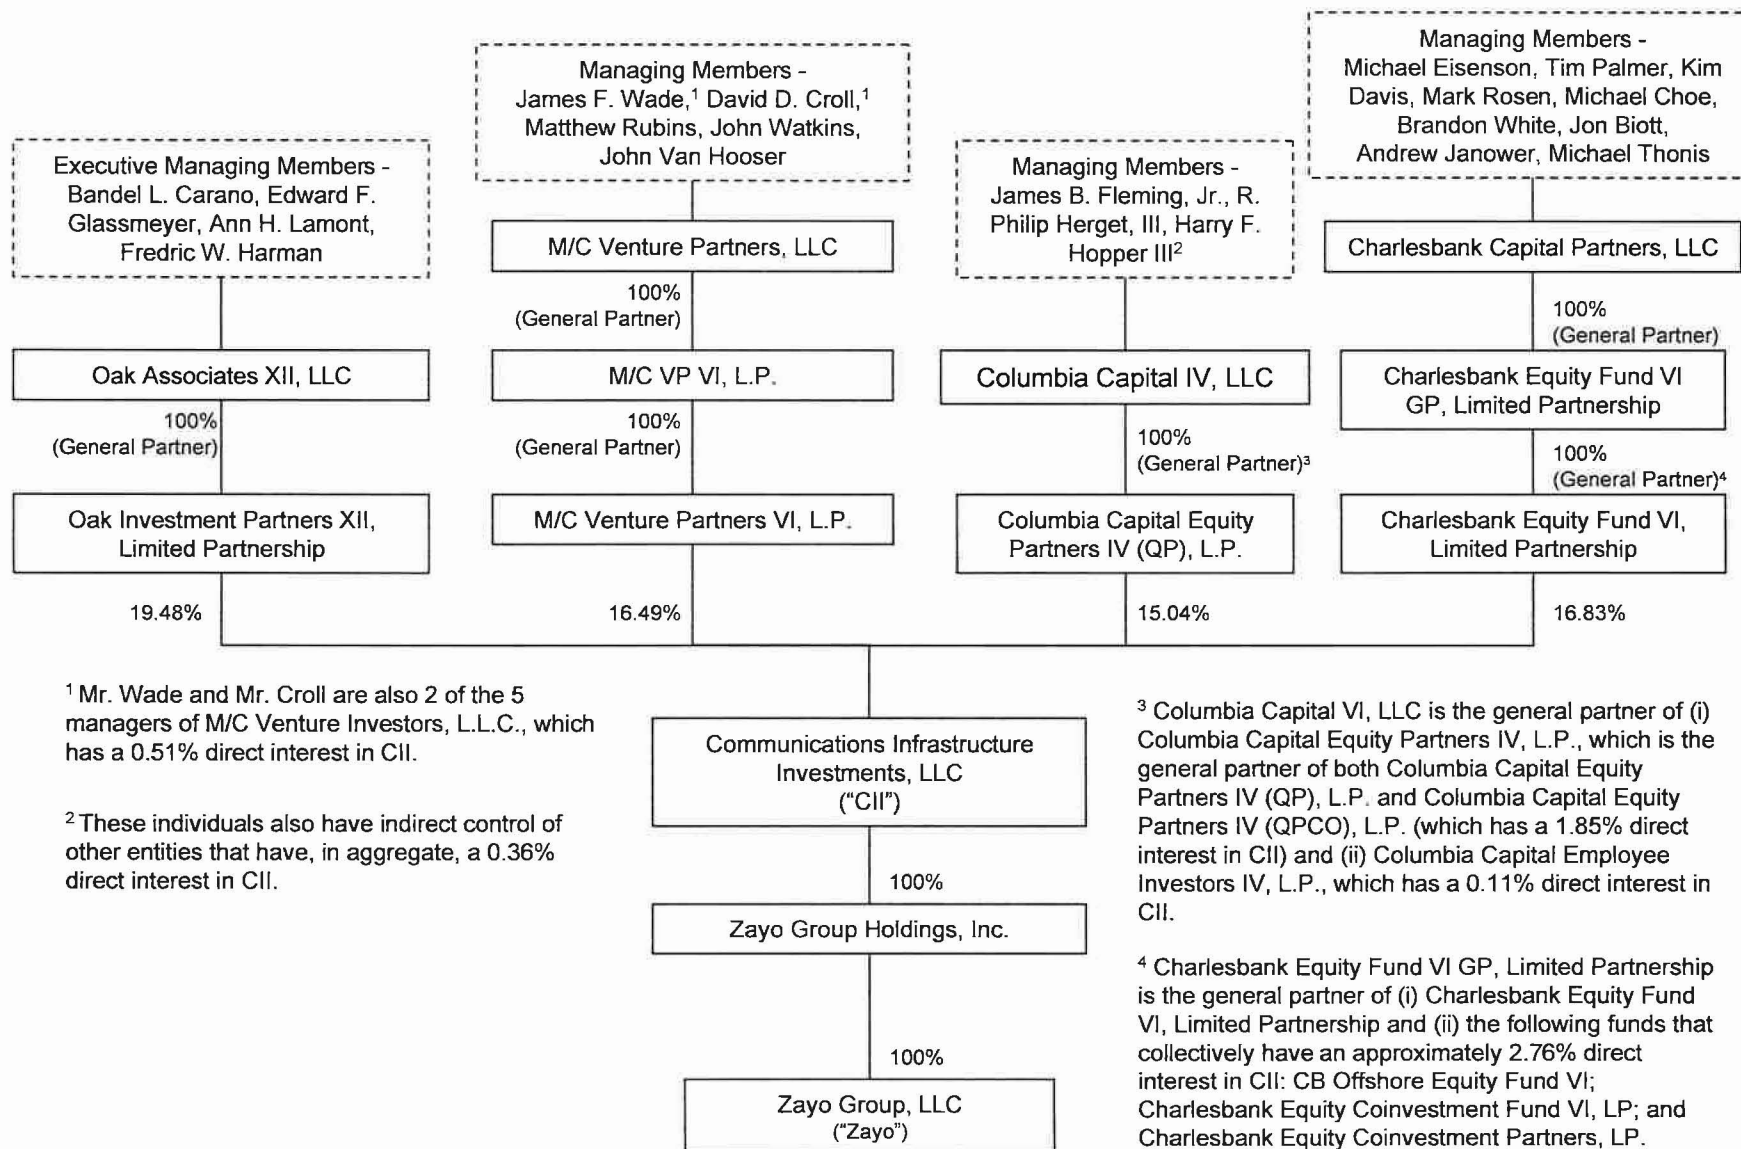 Executive Managing Members -
Bandel L. Carano, Edward F.
Glassmeyer, Ann H. Lamont,
Fredric W. Harman
Oak Associates XII, LLC
100%
(General Partner)
Oak Investment Partners XII,
Limited Partnership
19.48%
Managing Members -
James F. Wade,¹ David D. Croll,¹
Matthew Rubins, John Watkins,
John Van Hooser
M/C Venture Partners, LLC
100%
(General Partner)
M/C VP VI, L.P.
100%
(General Partner)
M/C Venture Partners VI, L.P.
16.49%
Managing Members -
James B. Fleming, Jr., R.
Philip Herget, III, Harry F.
Hopper III²
Columbia Capital IV, LLC
100%
(General Partner)³
Columbia Capital Equity
Partners IV (QP), L.P.
15.04%
Managing Members -
Michael Eisenson, Tim Palmer, Kim
Davis, Mark Rosen, Michael Choe,
Brandon White, Jon Biott,
Andrew Janower, Michael Thonis
Charlesbank Capital Partners, LLC
100%
(General Partner)
Charlesbank Equity Fund VI
GP, Limited Partnership
100%
(General Partner)⁴
Charlesbank Equity Fund VI,
Limited Partnership
16.83%
Communications Infrastructure
Investments, LLC
("CII")
100%
Zayo Group Holdings, Inc.
100%
Zayo Group, LLC
("Zayo")
¹ Mr. Wade and Mr. Croll are also 2 of the 5
managers of M/C Venture Investors, L.L.C., which
has a 0.51% direct interest in CII.
² These individuals also have indirect control of
other entities that have, in aggregate, a 0.36%
direct interest in CII.
³ Columbia Capital VI, LLC is the general partner of (i)
Columbia Capital Equity Partners IV, L.P., which is the
general partner of both Columbia Capital Equity
Partners IV (QP), L.P. and Columbia Capital Equity
Partners IV (QPCO), L.P. (which has a 1.85% direct
interest in CII) and (ii) Columbia Capital Employee
Investors IV, L.P., which has a 0.11% direct interest in
CII.
⁴ Charlesbank Equity Fund VI GP, Limited Partnership
is the general partner of (i) Charlesbank Equity Fund
VI, Limited Partnership and (ii) the following funds that
collectively have an approximately 2.76% direct
interest in CII: CB Offshore Equity Fund VI;
Charlesbank Equity Coinvestment Fund VI, LP; and
Charlesbank Equity Coinvestment Partners, LP.